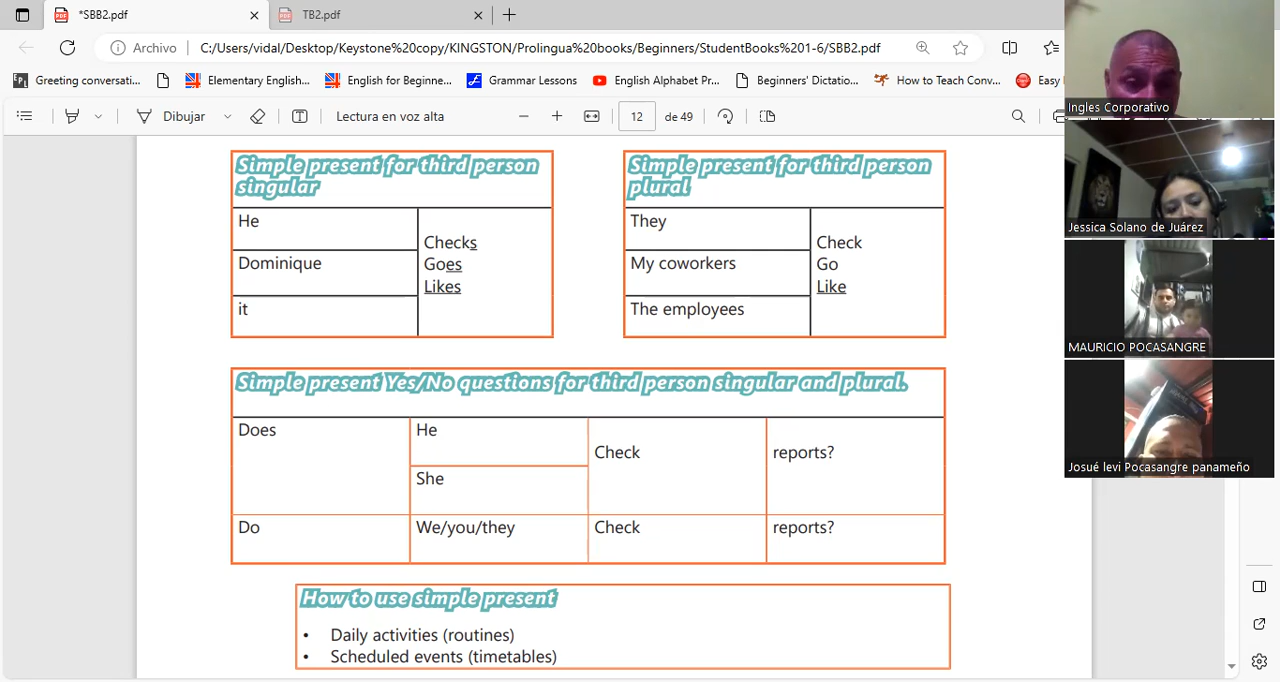 *SBB2.pdf
TB2.pdf
Archivo
C:/Users/vidal/Desktop/Keystone%20copy/KINGSTON/Prolingua%20books/Beginners/StudentBooks%201-6/SBB2.pdf
Greeting conversati...
Elementary English...
English for Beginne...
Grammar Lessons
English Alphabet Pr...
Beginners' Dictatio...
How to Teach Conv...
Easy
Dibujar
Lectura en voz alta
12
de 49
Simple present for third person
singular
He
Dominique
it
Checks
Goes
Likes
Simple present for third person
plural
They
My coworkers
The employees
Check
Go
Like
Simple present Yes/No questions for third person singular and plural.
Does
He
She
Check
reports?
Do
We/you/they
Check
reports?
How to use simple present
• Daily activities (routines)
• Scheduled events (timetables)
Ingles Corporativo
Jessica Solano de Juárez
MAURICIO POCASANGRE
Josué levi Pocasangre panameño